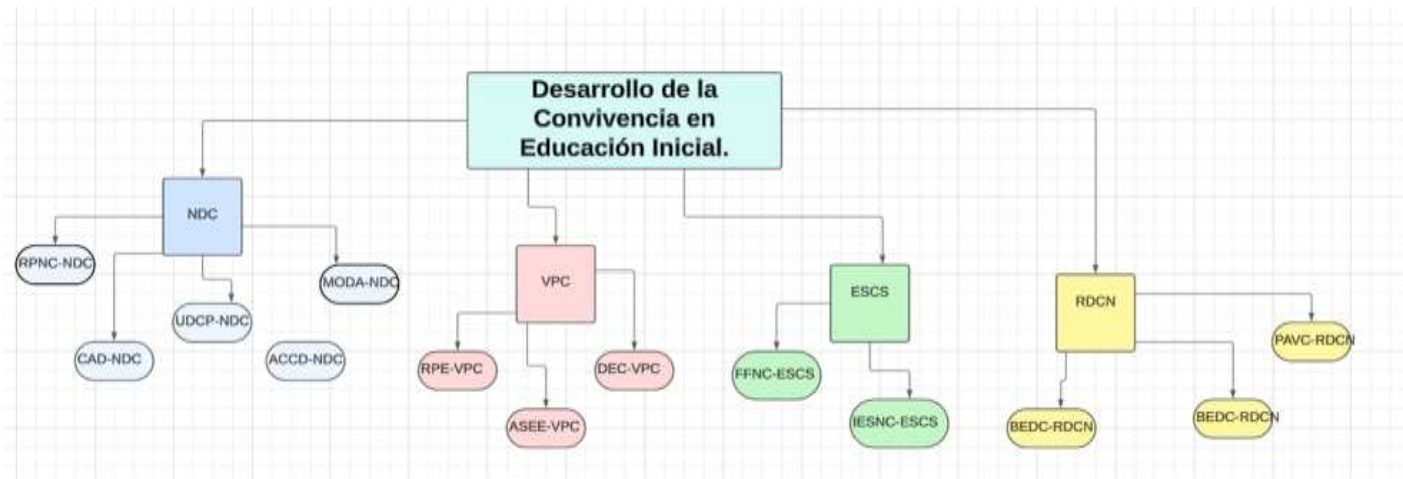 Desarrollo de la
Convivencia en
Educación Inicial.
NDC
RPNC-NDC
MODA-NDC
UDCP-NDC
CAD-NDC
ACCD-NDC
VPC
RPE-VPC
DEC-VPC
ASEE-VPC
ESCS
FFNC-ESCS
IESNC-ESCS
RDCN
PAVC-RDCN
BEDC-RDCN
BEDC-RDCN